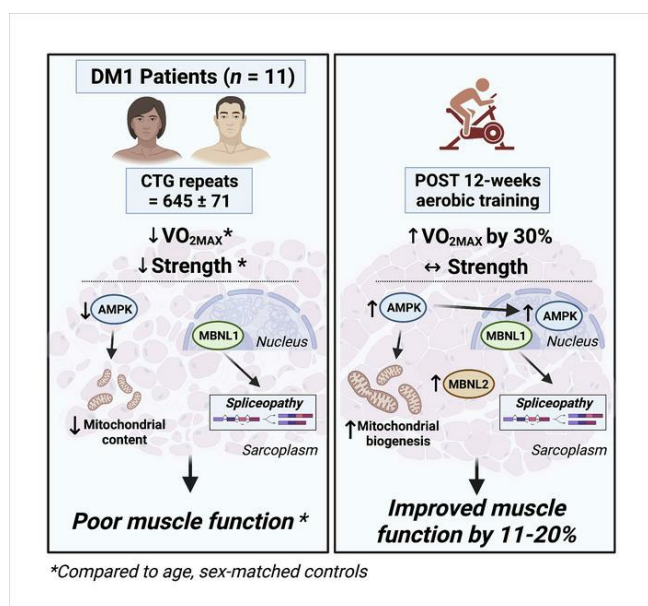 DM1 Patients (n = 11)
CTG repeats
= 645 ± 71
↓VO₂MAX*
↓Strength *
↓ AMPK
MBNL1
Nucleus
↓ Mitochondrial
content
Spliceopathy
Sarcoplasm
Poor muscle function *
POST 12-weeks
aerobic training
↑VO₂MAX by 30%
↔ Strength
↑ AMPK
↑ AMPK
MBNL1
Nucleus
↑ MBNL2
↑ Mitochondrial
biogenesis
Spliceopathy
Sarcoplasm
Improved muscle
function by 11-20%
*Compared to age, sex-matched controls